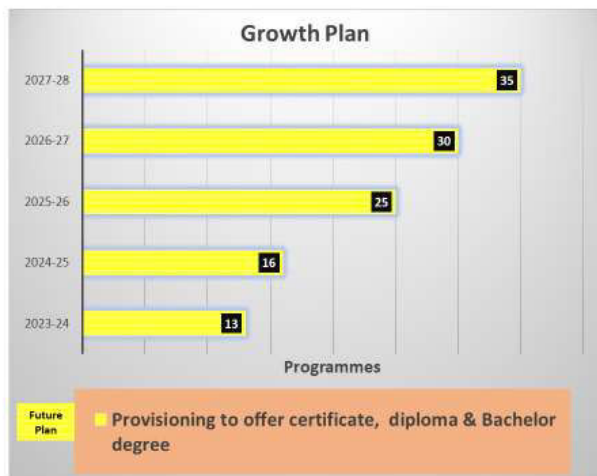 Growth Plan
2027-28
35
2026-27
30
2025-26
25
2024-25
16
2023-24
13
Programmes
Future
Plan
Provisioning to offer certificate, diploma & Bachelor
degree